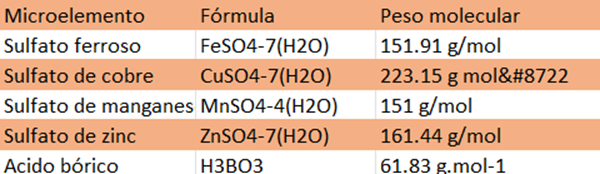 Microelemento Fórmula Peso molecular
Sulfato ferroso FeSO4-7(H2O) 151.91 g/mol
Sulfato de cobre CuSO4-7(H2O) 223.15 g mol&#8722
Sulfato de manganes MnSO4-4(H2O) 151 g/mol
Sulfato de zinc ZnSO4-7(H2O) 161.44 g/mol
Acido bórico H3BO3 61.83 g.mol-1